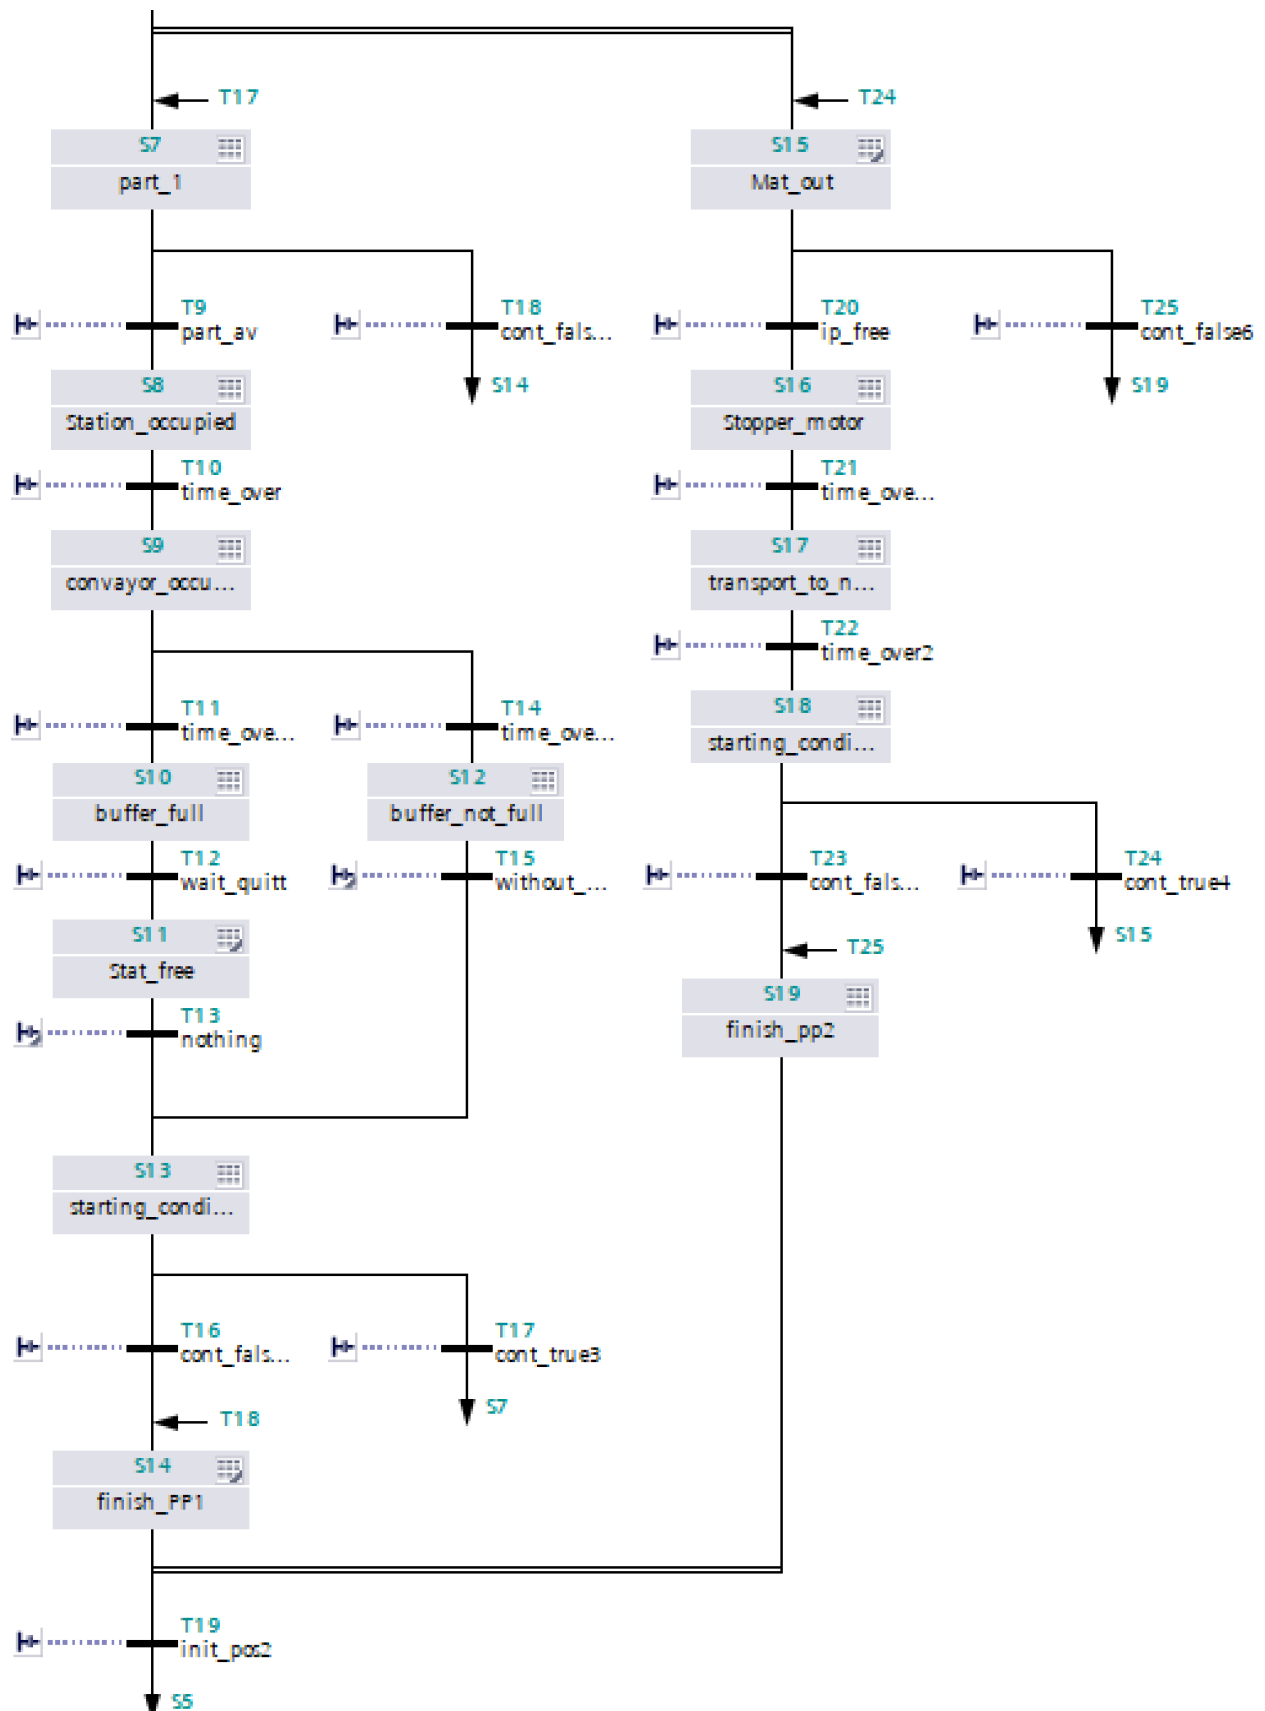 T17
T24
S7
part_1
S15
Mat_out
T9
part_av
T18
cont_fals...
T20
ip_free
T25
cont_false6
S14
S19
S8
Station_occupied
S16
Stopper_motor
T10
time_over
T21
time_ove...
S9
convayor_occu...
S17
transport_to_n...
T22
time_over2
T11
time_ove...
T14
time_ove...
S18
starting_condi...
S10
buffer_full
S12
buffer_not_full
T12
wait_quitt
T15
without_...
T23
cont_fals...
T24
cont_true4
S11
Stat_free
S15
T25
T13
nothing
S19
finish_pp2
S13
starting_condi...
T16
cont_fals...
T17
cont_true3
S7
T18
S14
finish_PP1
T19
init_pos2
S5